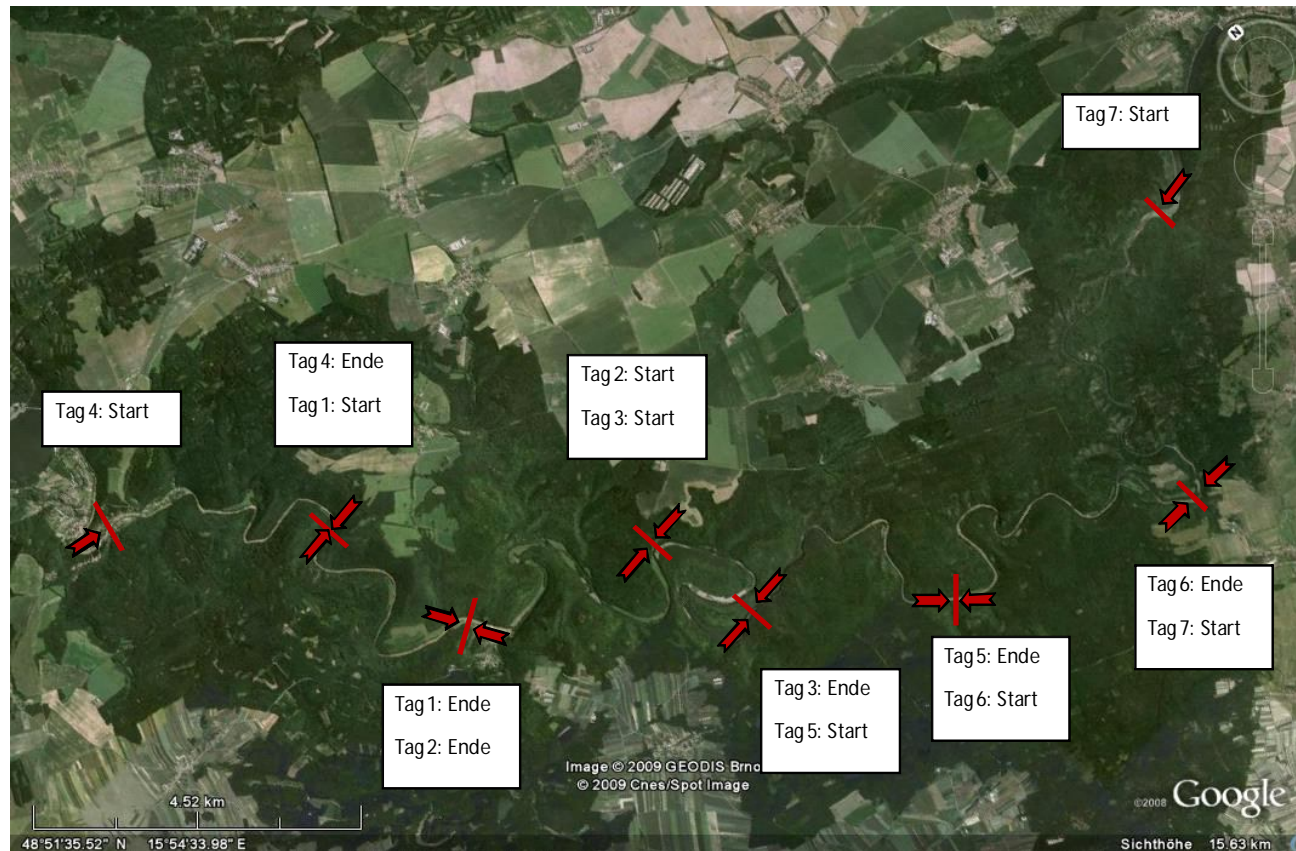 N
Tag 7: Start
Tag 4: Ende
Tag 1: Start
Tag 2: Start
Tag 3: Start
Tag 4: Start
Tag 6: Ende
Tag 7: Start
Tag 5: Ende
Tag 6: Start
Tag 3: Ende
Tag 5: Start
Tag 1: Ende
Tag 2: Ende
Image © 2009 GEODIS Brno
© 2009 Cnes/Spot Image
4.52 km
©2008 Google
48°51'35.52" N 15°54'33.98" E
Sichthöhe 15.63 km